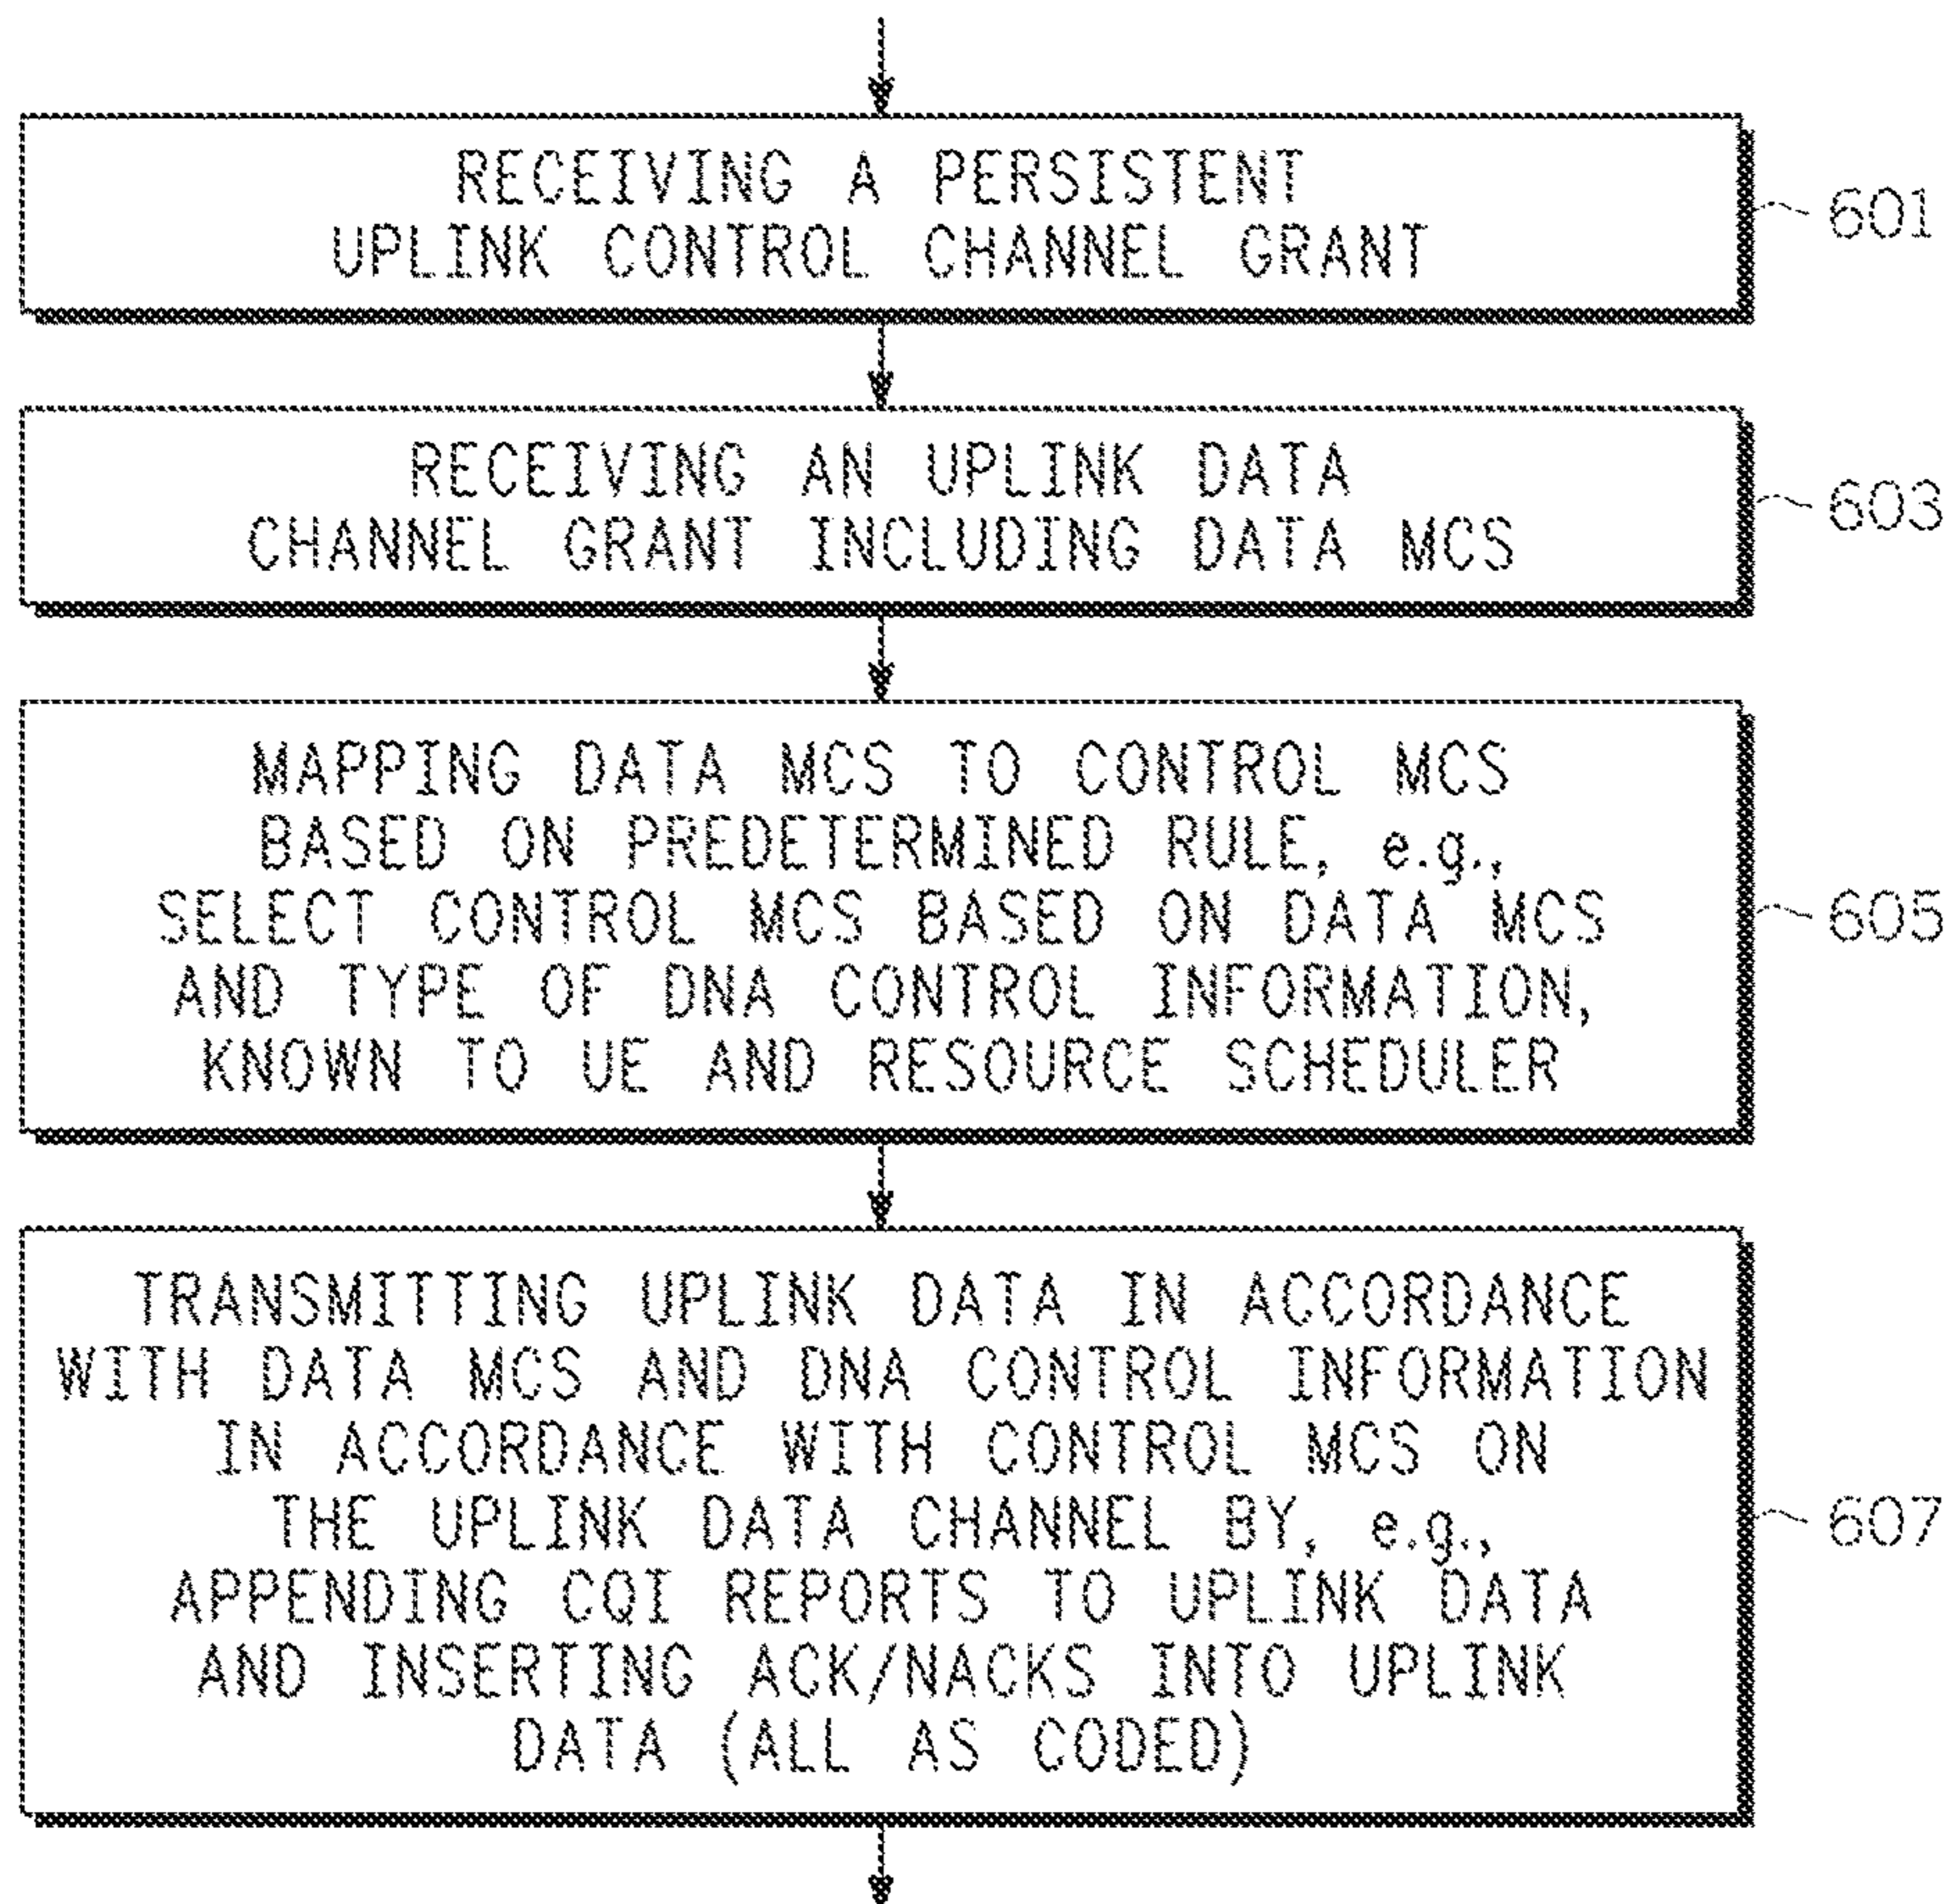 RECEIVING A PERSISTENT
UPLINK CONTROL CHANNEL GRANT
601
RECEIVING AN UPLINK DATA
CHANNEL GRANT INCLUDING DATA MCS
603
MAPPING DATA MCS TO CONTROL MCS
BASED ON PREDETERMINED RULE, e.g.,
SELECT CONTROL MCS BASED ON DATA MCS
AND TYPE OF DNA CONTROL INFORMATION,
KNOWN TO UE AND RESOURCE SCHEDULER
605
TRANSMITTING UPLINK DATA IN ACCORDANCE
WITH DATA MCS AND DNA CONTROL INFORMATION
IN ACCORDANCE WITH CONTROL MCS ON
THE UPLINK DATA CHANNEL BY, e.g.,
APPENDING CQI REPORTS TO UPLINK DATA
AND INSERTING ACK/NACKS INTO UPLINK
DATA (ALL AS CODED)
607